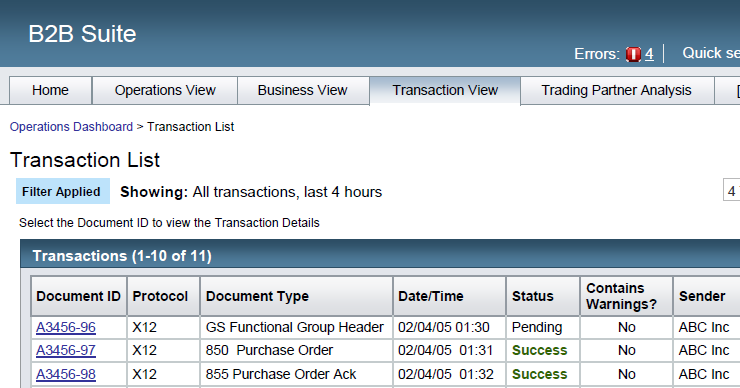 B2B Suite
Errors: 4 Quick se
Home Operations View Business View Transaction View Trading Partner Analysis
Operations Dashboard > Transaction List
Transaction List
Filter Applied Showing: All transactions, last 4 hours 4
Select the Document ID to view the Transaction Details
Transactions (1-10 of 11)
Document ID Protocol Document Type Date/Time Status Contains Warnings? Sender
A3456-96 X12 GS Functional Group Header 02/04/05 01:30 Pending No ABC Inc
A3456-97 X12 850 Purchase Order 02/04/05 01:31 Success No ABC Inc
A3456-98 X12 855 Purchase Order Ack 02/04/05 01:32 Success No ABC Inc